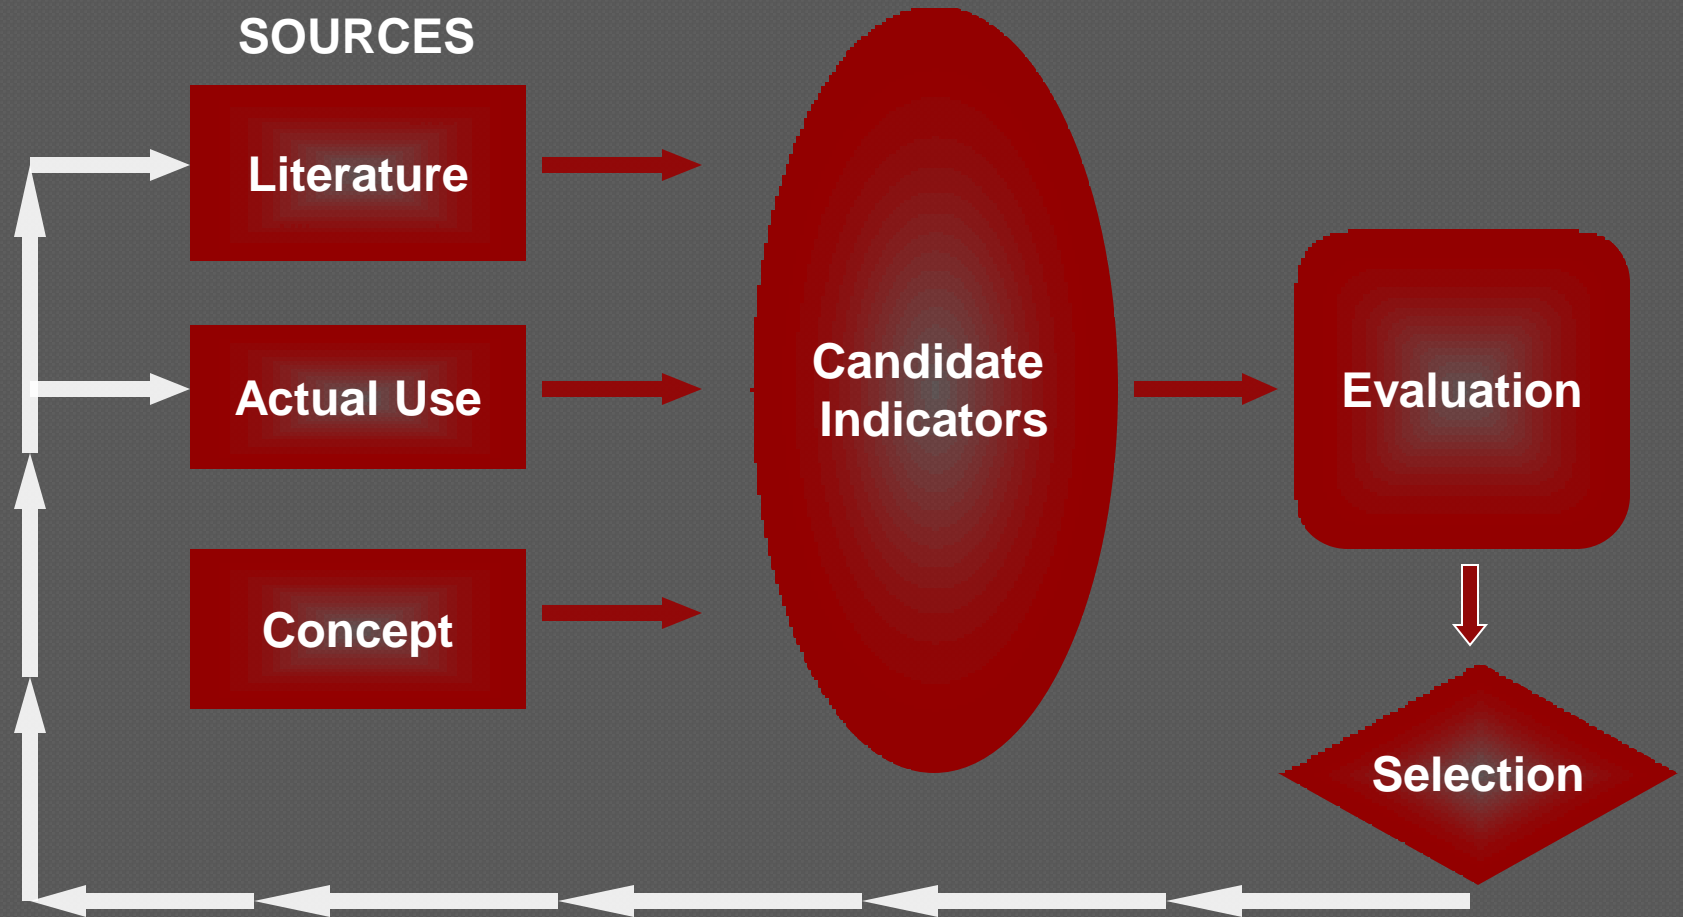 SOURCES
Literature
Actual Use
Concept
Candidate
Indicators
Evaluation
Selection